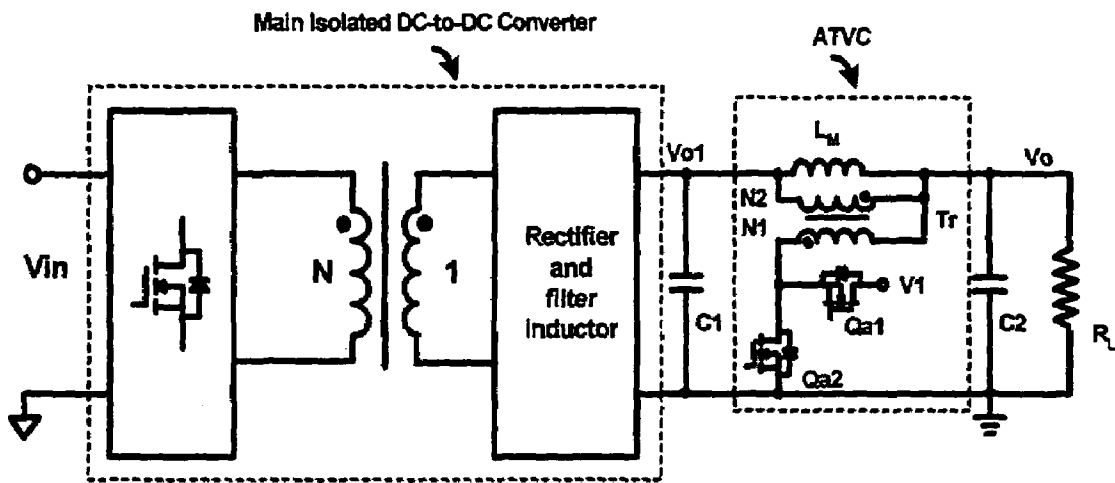 Main Isolated DC-to-DC Converter
ATVC
Vin
N
1
Rectifier
and
filter
inductor
Vo1
C1
LM
N2
N1
Tr
Qa1
V1
Qa2
Vo
C2
RL